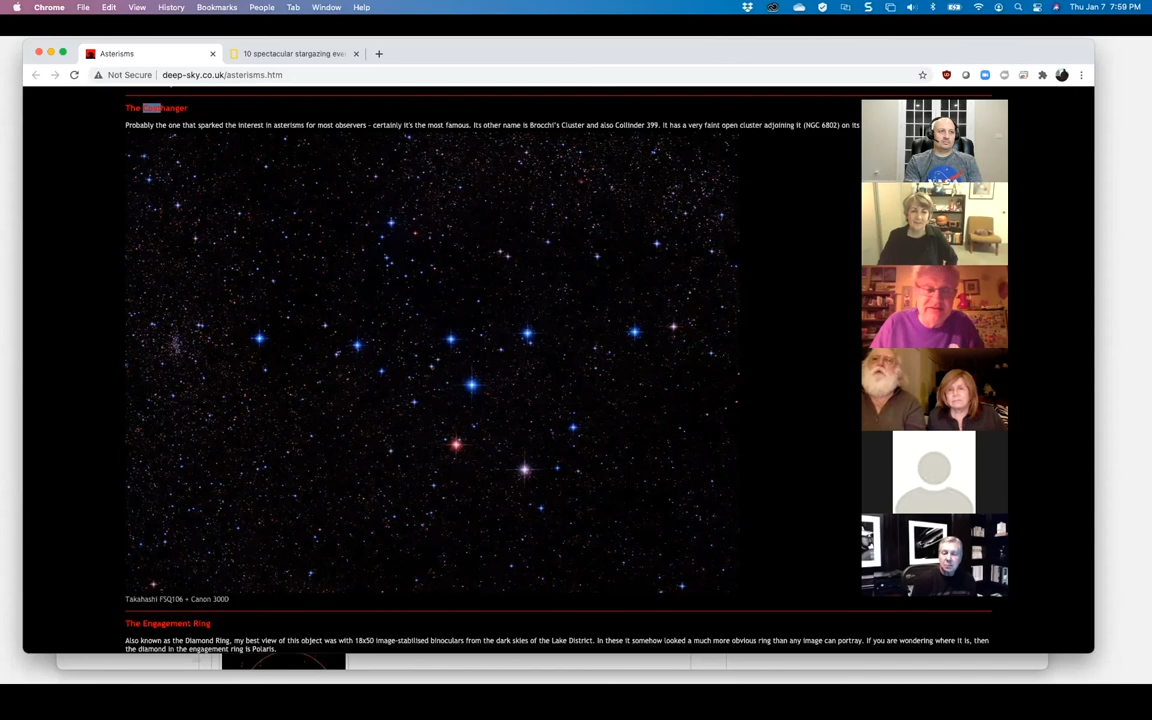 Chrome File Edit View History Bookmarks People Tab Window Help Thu Jan 7 7:59 PM
Asterisms 10 spectacular stargazing eve
Not Secure deep-sky.co.uk/asterisms.htm
The Coathanger
Probably the one that sparked the interest in asterisms for most observers - certainly it's the most famous. Its other name is Brocchi's Cluster and also Collinder 399. It has a very faint open cluster adjoining it (NGC 6802) on its
Takahashi FSQ106 + Canon 300D
The Engagement Ring
Also known as the Diamond Ring, my best view of this object was with 18x50 image-stabilised binoculars from the dark skies of the Lake District. In these it somehow looked a much more obvious ring than any image can portray. If you are wondering where it is, then
the diamond in the engagement ring is Polaris.